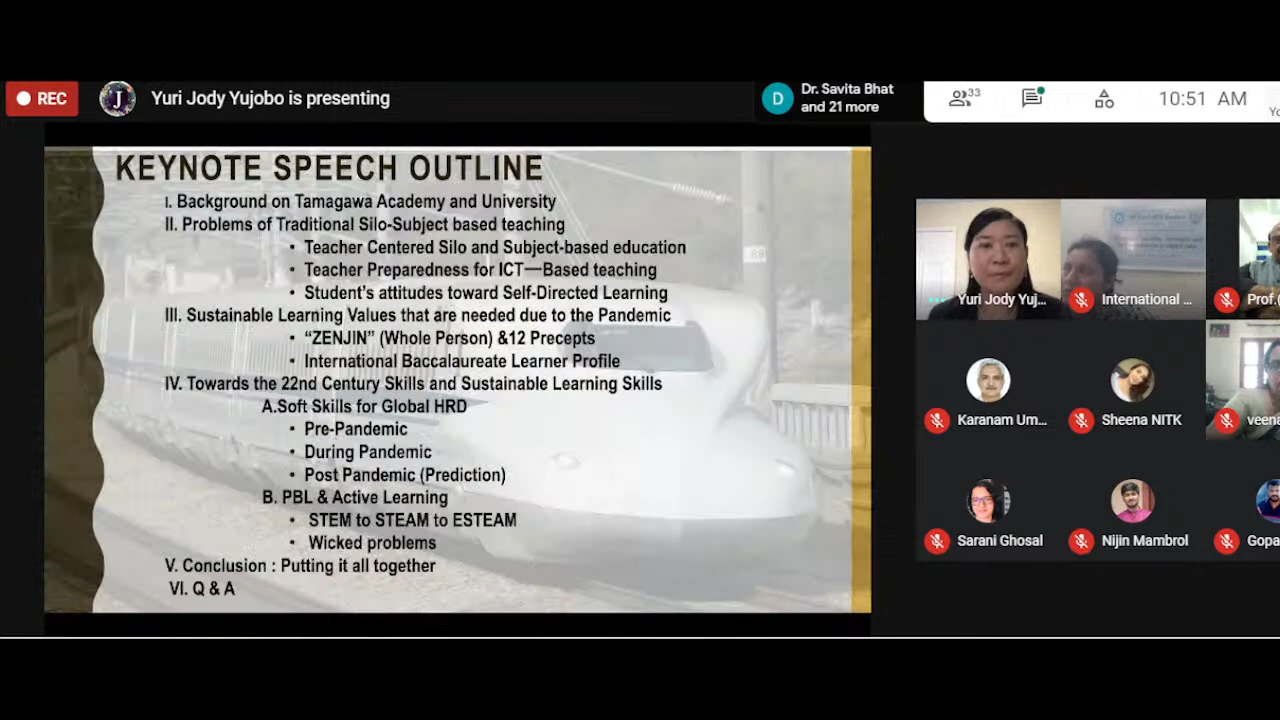 REC
J
Yuri Jody Yujobo is presenting
D
Dr. Savita Bhat
and 21 more
33
10:51 AM
KEYNOTE SPEECH OUTLINE
I. Background on Tamagawa Academy and University
II. Problems of Traditional Silo-Subject based teaching
• Teacher Centered Silo and Subject-based education
• Teacher Preparedness for ICT—Based teaching
• Student's attitudes toward Self-Directed Learning
III. Sustainable Learning Values that are needed due to the Pandemic
• “ZENJIN” (Whole Person) &12 Precepts
• International Baccalaureate Learner Profile
IV. Towards the 22nd Century Skills and Sustainable Learning Skills
A.Soft Skills for Global HRD
• Pre-Pandemic
• During Pandemic
• Post Pandemic (Prediction)
B. PBL & Active Learning
• STEM to STEAM to ESTEAM
• Wicked problems
V. Conclusion : Putting it all together
VI. Q & A
Yuri Jody Yuj...
International ...
Prof.(
Karanam Um...
Sheena NITK
veena
Sarani Ghosal
Nijin Mambrol
Gopa